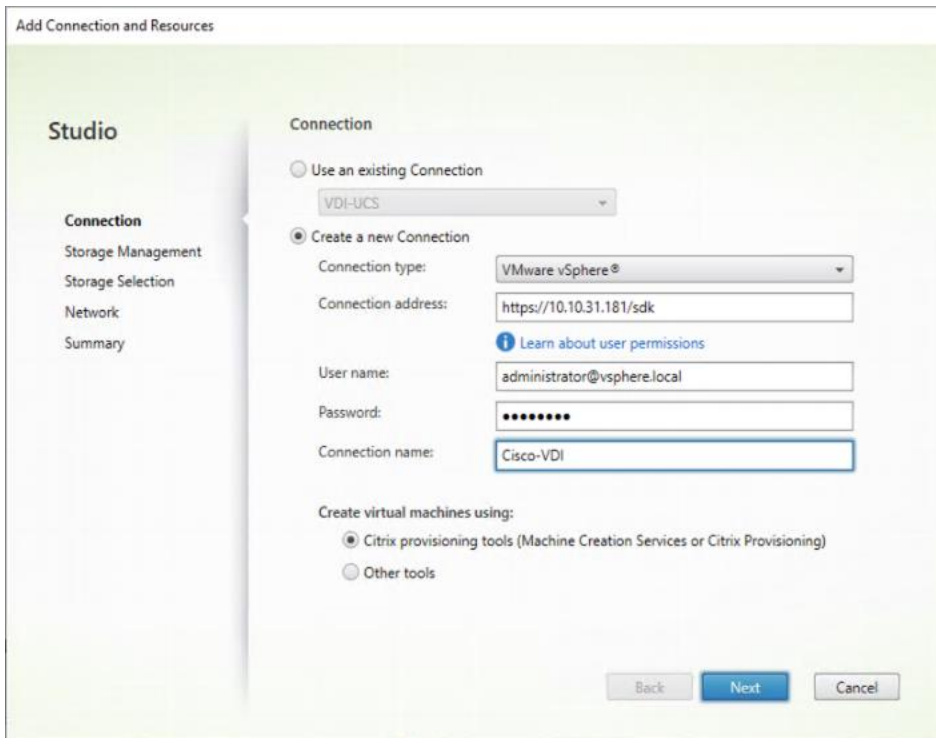 Add Connection and Resources
Studio
Connection
Storage Management
Storage Selection
Network
Summary
Connection
Use an existing Connection
VDI-UCS
Create a new Connection
Connection type: VMware vSphere®
Connection address: https://10.10.31.181/sdk
Learn about user permissions
User name: administrator@vsphere.local
Password: ●●●●●●●●
Connection name: Cisco-VDI
Create virtual machines using:
Citrix provisioning tools (Machine Creation Services or Citrix Provisioning)
Other tools
Back Next Cancel